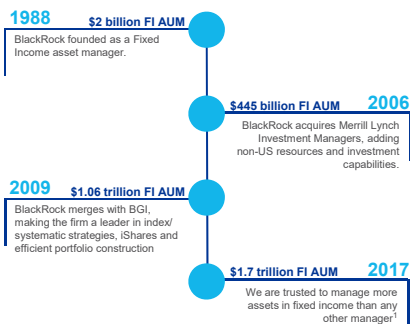 1988 $2 billion FI AUM
BlackRock founded as a Fixed
Income asset manager.
$445 billion FI AUM 2006
BlackRock acquires Merrill Lynch
Investment Managers, adding
non-US resources and investment
capabilities.
2009 $1.06 trillion FI AUM
BlackRock merges with BGI,
making the firm a leader in index/
systematic strategies, iShares and
efficient portfolio construction
$1.7 trillion FI AUM 2017
We are trusted to manage more
assets in fixed income than any
other manager¹